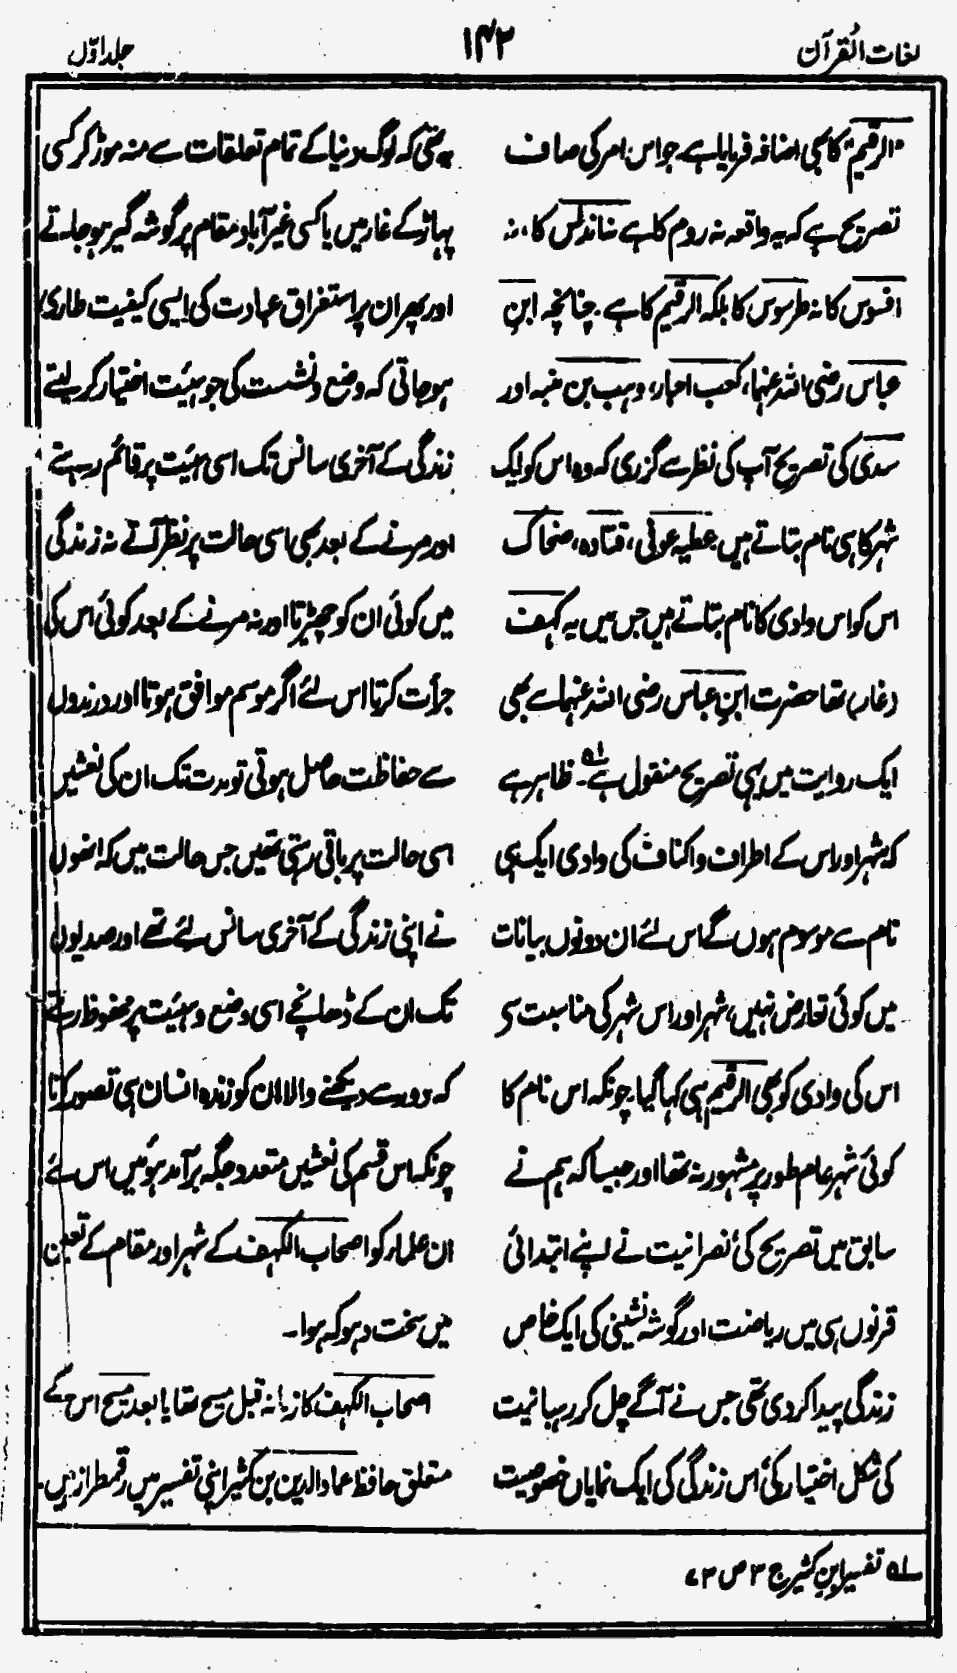 لغات القرآن
۱۴۲
جلد اوّل
"الرقیم" کا بھی اضافہ فرمایا ہے۔ جو اس امر کی صاف
تصریح ہے کہ یہ واقعہ نہ روم کا ہے نہ اندلس کا، نہ
افسوس کا نہ طرسوس کا بلکہ الرقیم کا ہے۔ چنانچہ ابن
عباس رضی اللہ عنہما، کعب احبار، وہب بن منبہ اور
سدی کی تصریح آپ کی نظر سے گزری کہ وہ اس کو ایک
شہر کا ہی نام بتاتے ہیں۔ عطیہ عوفی، قتادہ، ضحاک
اس کو اس وادی کا نام بتاتے ہیں جس میں یہ کہف
(غار) تھا حضرت ابن عباس رضی اللہ عنہما سے بھی
ایک روایت میں یہی تصریح منقول ہے ۱ہ۔ ظاہر ہے
کہ شہر اور اس کے اطراف و اکناف کی وادی ایک ہی
نام سے موسوم ہوں گے اس لئے ان دونوں بیانات
میں کوئی تعارض نہیں، شہر اور اس شہر کی مناسبت سی
اس کی وادی کو بھی الرقیم ہی کہا گیا۔ چونکہ اس نام کا
کوئی شہر عام طور پر مشہور نہ تھا اور جیسا کہ ہم نے
سابق میں تصریح کی نصرانیت نے اپنے ابتدائی
قرنوں ہی میں ریاضت اور گوشہ نشینی کی ایک خاص
زندگی پیدا کر دی تھی جس نے آگے چل کر رہبانیت
کی شکل اختیار کی اس زندگی کی ایک نمایاں خصوصیت
یہ تھی کہ لوگ دنیا کے تمام تعلقات سے منہ موڑ کر کسی
پہاڑ کے غار میں یا کسی غیر آباد مقام پر گوشہ گیر ہو جاتے
اور پھر ان پر استغراق عبادت کی ایسی کیفیت طاری
ہو جاتی کہ وضع و نشست کی جو ہیئت اختیار کر لیتے
زندگی کے آخری سانس تک اسی ہیئت پر قائم رہتے
اور مرنے کے بعد بھی اسی حالت پر نظر آتے نہ زندگی
میں کوئی ان کو چھیڑتا اور نہ مرنے کے بعد کوئی اس کی
جرأت کرتا اس لئے اگر موسم موافق ہوتا اور درندوں
سے حفاظت حاصل ہوتی تو مدت تک ان کی نعشیں
اسی حالت پر باقی رہتی تھیں جس حالت میں کہ انھوں
نے اپنی زندگی کے آخری سانس لئے تھے اور صدیوں
تک ان کے ڈھانچے اسی وضع و ہیئت پر محفوظ رہتے
کہ دور سے دیکھنے والا ان کو زندہ انسان ہی تصور کرتا
چونکہ اس قسم کی نعشیں متعدد جگہ برآمد ہوئیں اس لئے
ان علماء کو اصحاب الکہف کے شہر اور مقام کے تعین
میں سخت دہوکہ ہوا۔
اصحاب الکہف کا زمانہ قبل مسیح تھا یا بعد مسیح اس کے
متعلق حافظ عماد الدین بن کثیر اپنی تفسیر میں رقمطراز ہیں۔
۱ہ تفسیر ابن کثیر ج ۳ ص ۷۳